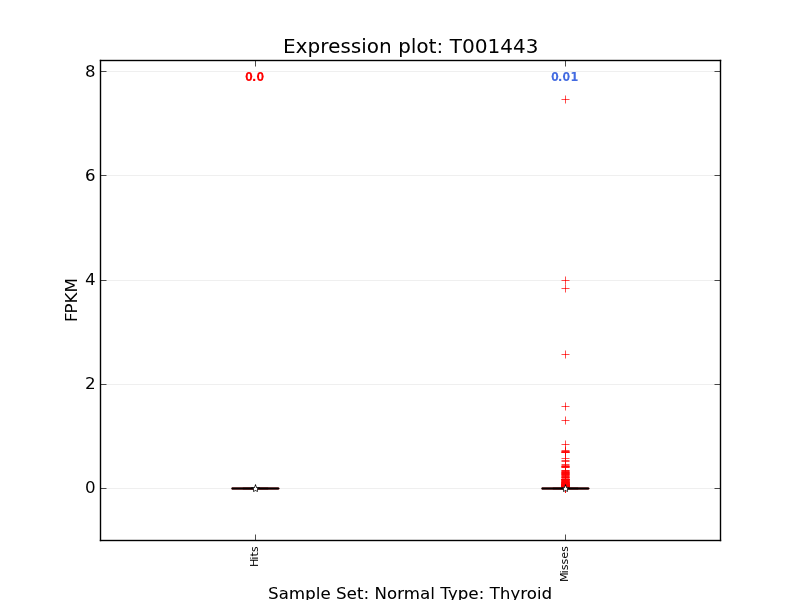 Expression plot: T001443
0.0 0.01
8
6
4
2
0
FPKM
Hits Misses
Sample Set: Normal Type: Thyroid